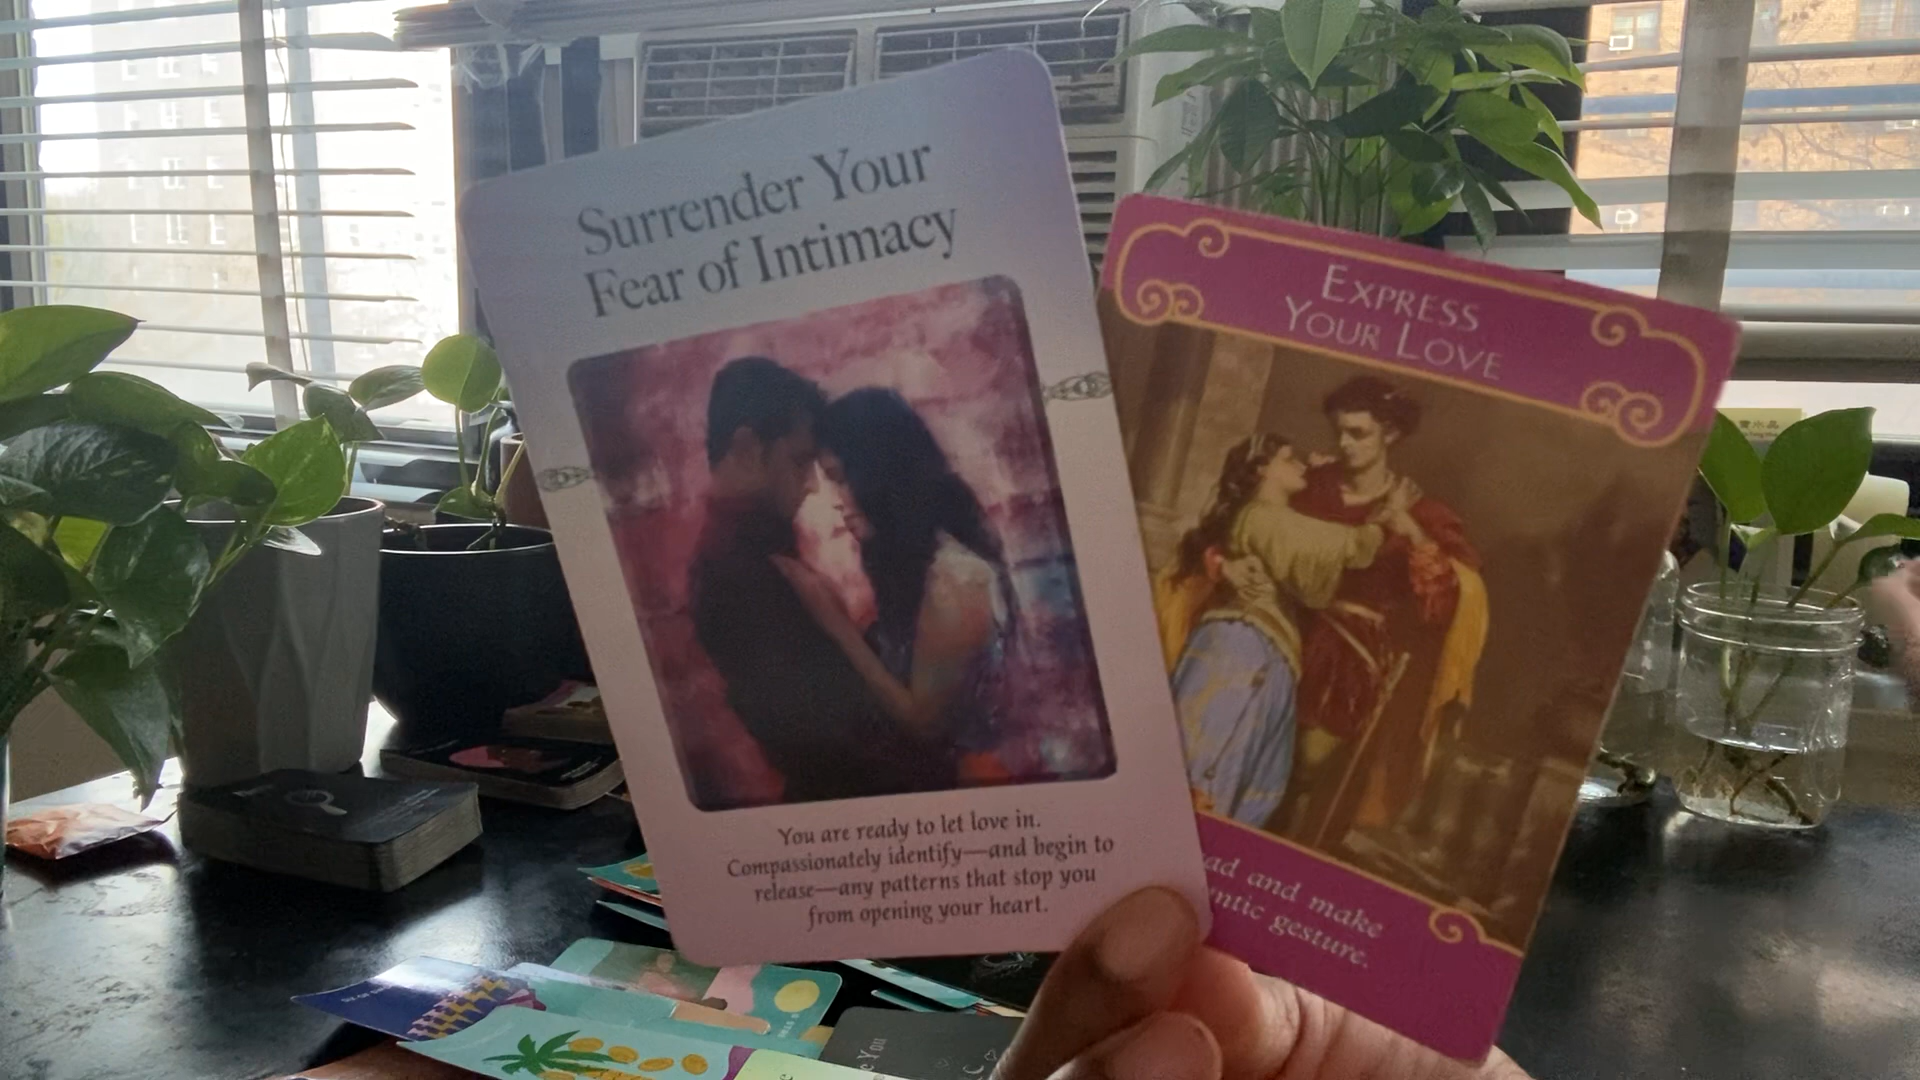 Surrender Your
Fear of Intimacy
You are ready to let love in.
Compassionately identify—and begin to
release—any patterns that stop you
from opening your heart.
EXPRESS
YOUR LOVE
and make
gesture.
You